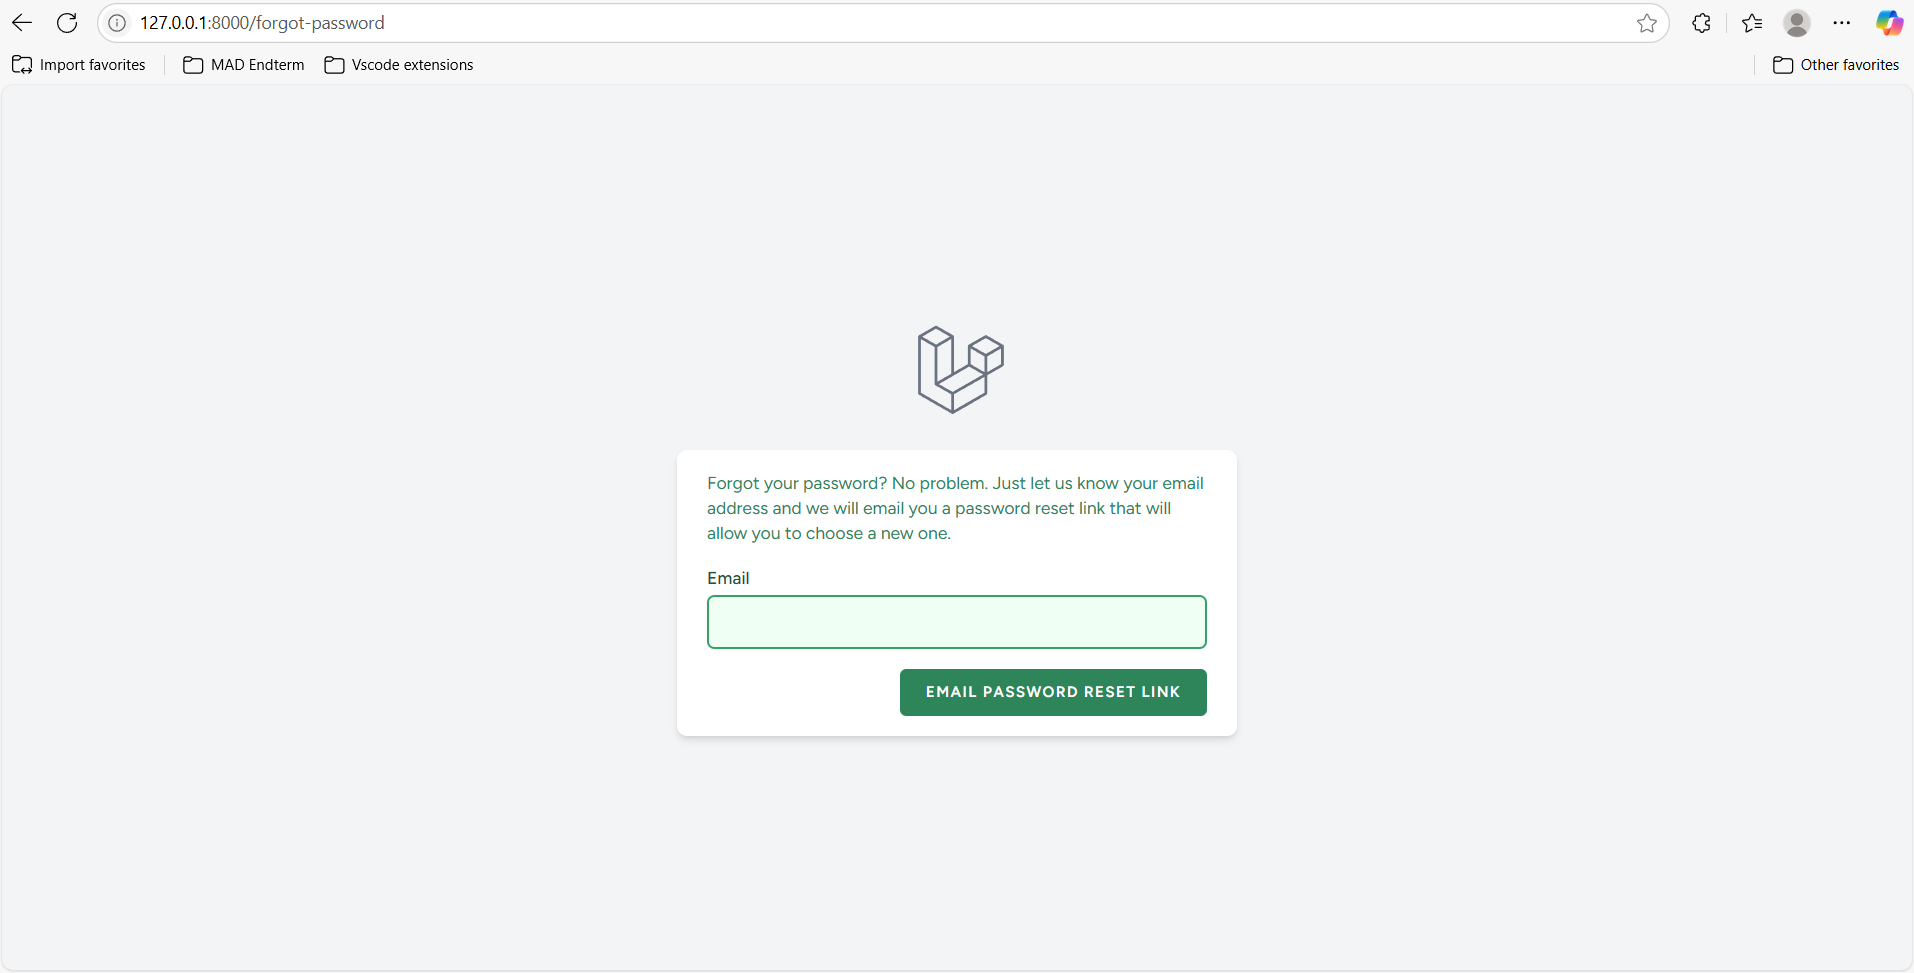 127.0.0.1:8000/forgot-password
Import favorites
MAD Endterm
Vscode extensions
Other favorites
Forgot your password? No problem. Just let us know your email
address and we will email you a password reset link that will
allow you to choose a new one.
Email
EMAIL PASSWORD RESET LINK